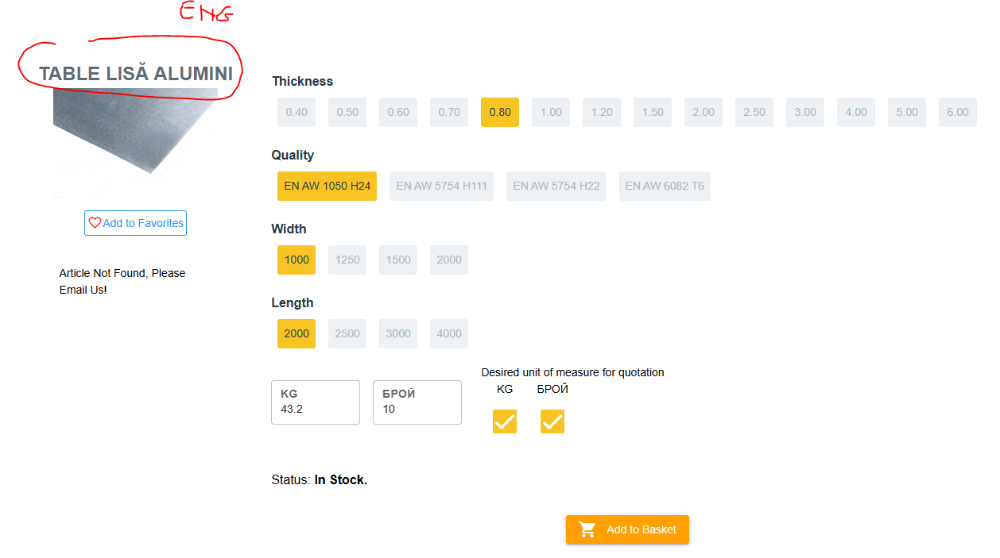 ENG
TABLE LISĂ ALUMINI
Thickness
0.40 0.50 0.60 0.70 0.80 1.00 1.20 1.50 2.00 2.50 3.00 4.00 5.00 6.00
Quality
EN AW 1050 H24 EN AW 5754 H111 EN AW 5754 H22 EN AW 6082 T6
Add to Favorites
Width
1000 1250 1500 2000
Article Not Found, Please
Email Us!
Length
2000 2500 3000 4000
Desired unit of measure for quotation
KG БРОЙ
KG
43.2
БРОЙ
10
Status: In Stock.
Add to Basket